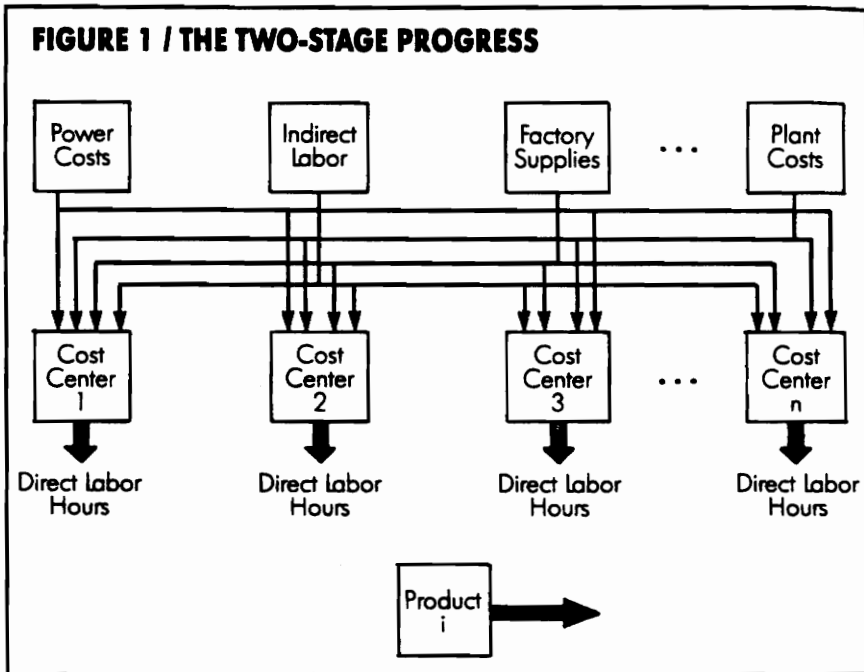 FIGURE 1 / THE TWO-STAGE PROGRESS
Power
Costs
Indirect
Labor
Factory
Supplies
...
Plant
Costs
Cost
Center
1
Cost
Center
2
Cost
Center
3
...
Cost
Center
n
Direct Labor
Hours
Direct Labor
Hours
Direct Labor
Hours
Direct Labor
Hours
Product
i